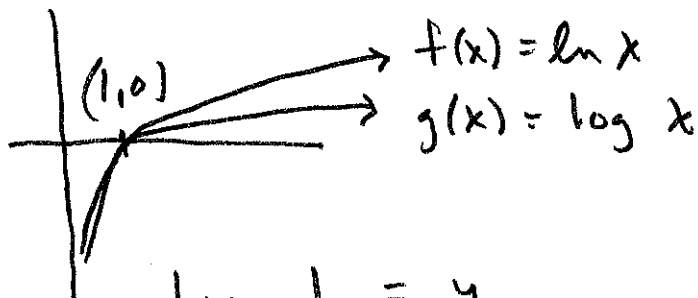 f(x) = ln x
(1,0)
g(x) = log x